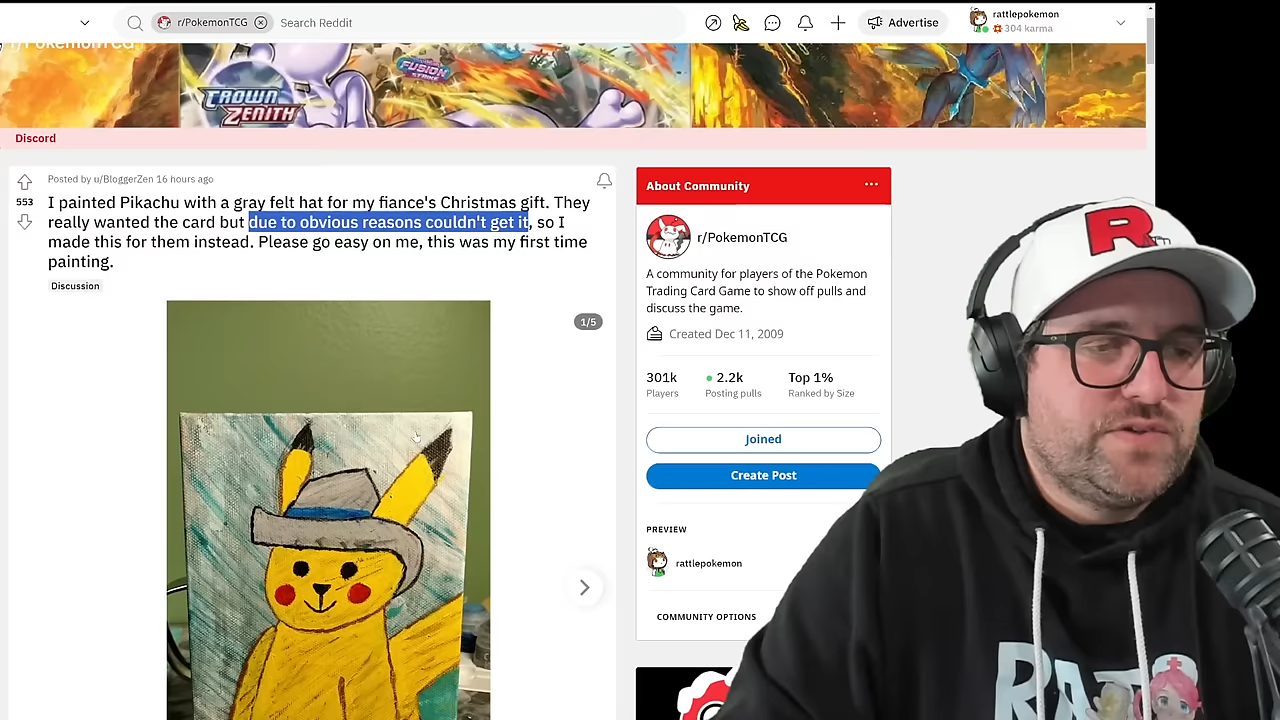 r/PokemonTCG
Search Reddit
Advertise
rattlepokemon
304 karma
r/PokemonTCG
CROWN
ZENITH
FUSION
STRIKE
Discord
Posted by u/BloggerZen 16 hours ago
553
I painted Pikachu with a gray felt hat for my fiance's Christmas gift. They
really wanted the card but due to obvious reasons couldn't get it, so I
made this for them instead. Please go easy on me, this was my first time
painting.
Discussion
1/5
About Community
r/PokemonTCG
A community for players of the Pokemon
Trading Card Game to show off pulls and
discuss the game.
Created Dec 11, 2009
301k
2.2k
Top 1%
Players
Posting pulls
Ranked by Size
Joined
Create Post
PREVIEW
rattlepokemon
COMMUNITY OPTIONS
R